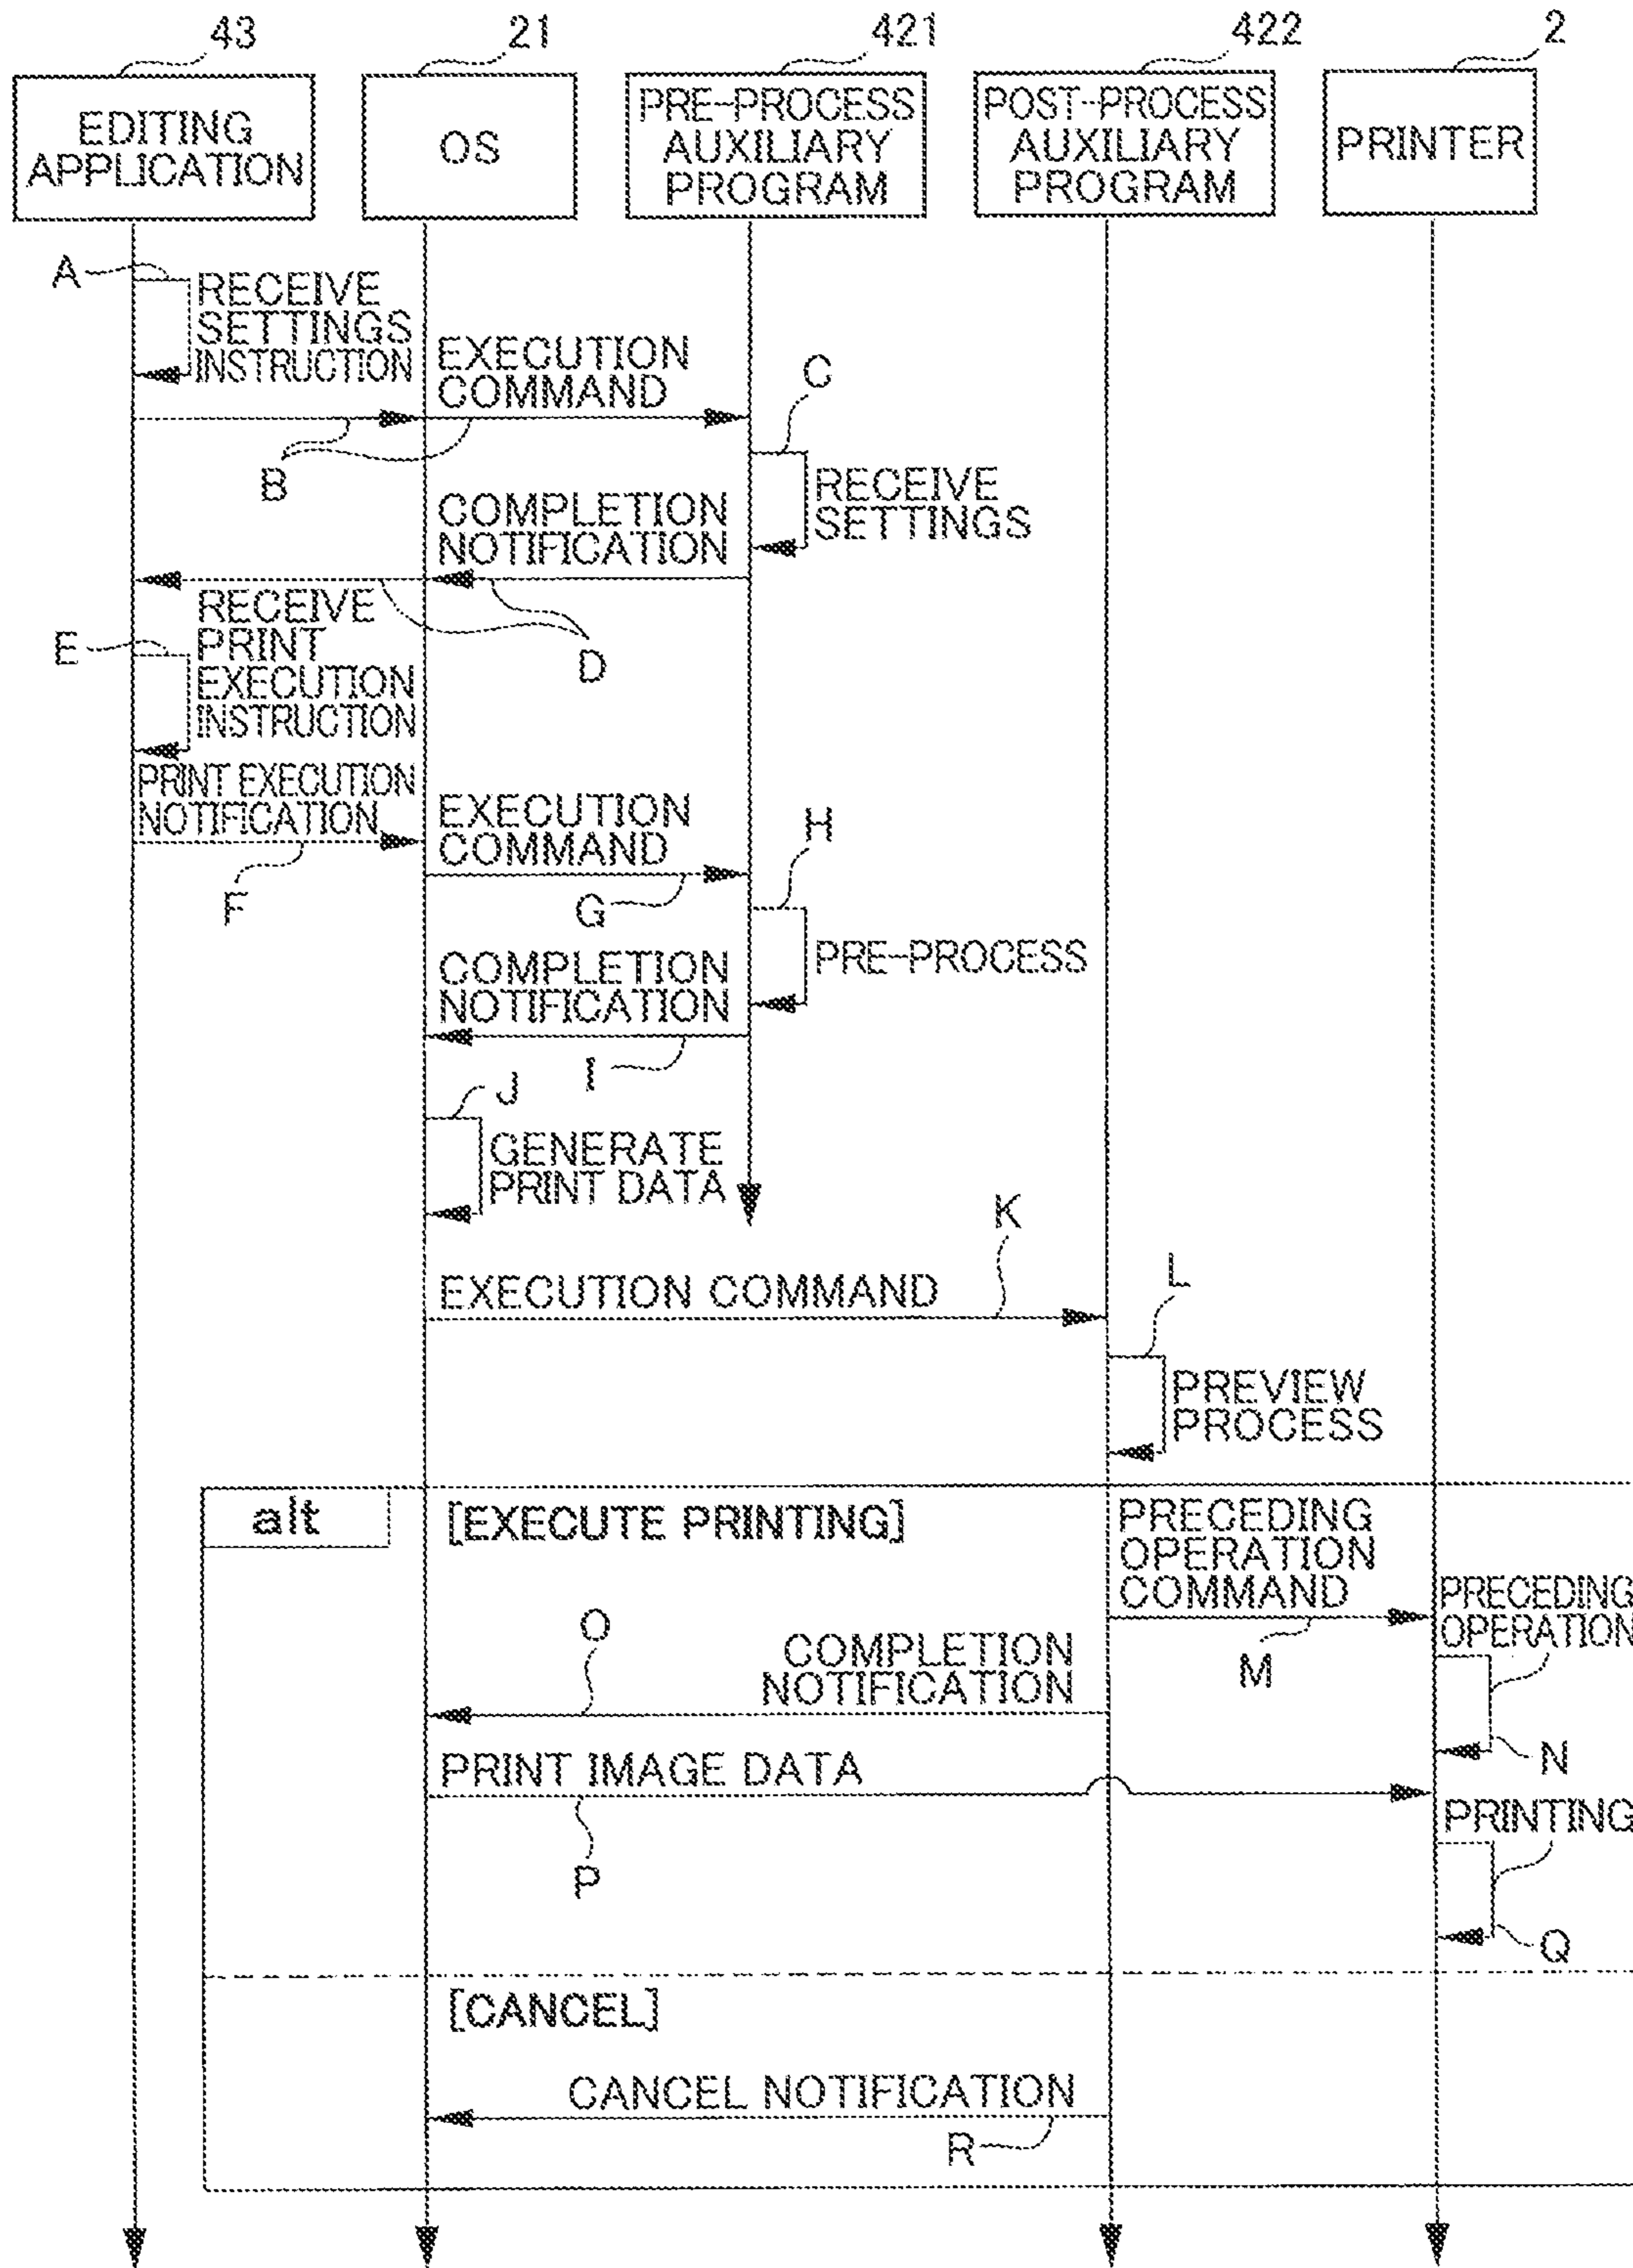 43
21
421
422
2
EDITING
APPLICATION
OS
PRE-PROCESS
AUXILIARY
PROGRAM
POST-PROCESS
AUXILIARY
PROGRAM
PRINTER
A
RECEIVE
SETTINGS
INSTRUCTION
EXECUTION
COMMAND
B
C
RECEIVE
SETTINGS
COMPLETION
NOTIFICATION
D
E
RECEIVE
PRINT
EXECUTION
INSTRUCTION
PRINT EXECUTION
NOTIFICATION
F
EXECUTION
COMMAND
G
H
PRE-PROCESS
COMPLETION
NOTIFICATION
I
J
GENERATE
PRINT DATA
K
EXECUTION COMMAND
L
PREVIEW
PROCESS
alt
[EXECUTE PRINTING]
PRECEDING
OPERATION
COMMAND
M
PRECEDING
OPERATION
N
O
COMPLETION
NOTIFICATION
PRINT IMAGE DATA
P
PRINTING
Q
[CANCEL]
CANCEL NOTIFICATION
R